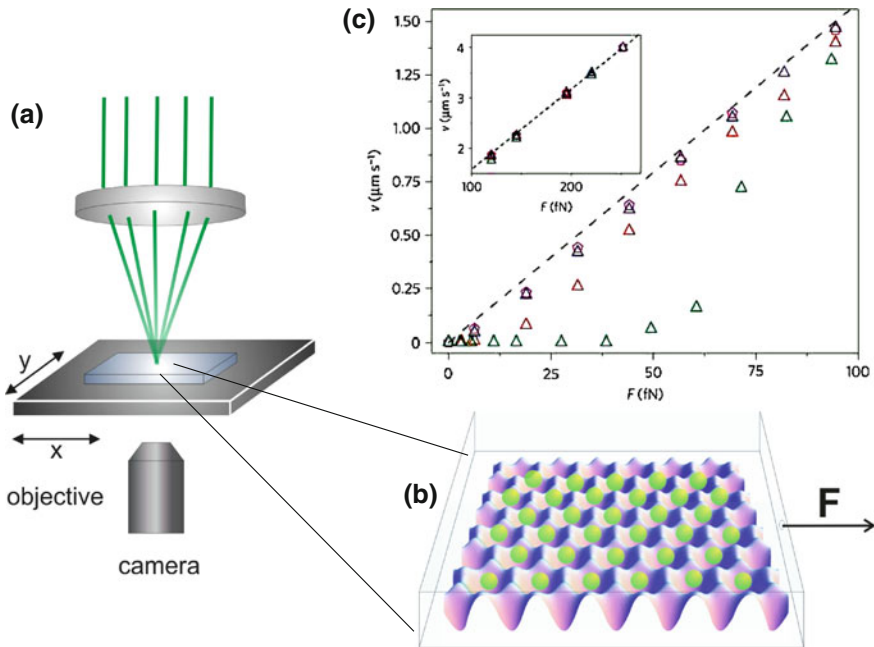 (a)
y
x
objective
camera
(c)
1.50
1.25
1.00
0.75
0.50
0.25
0
v (μm s⁻¹)
0 25 50 75 100
F (fN)
4
3
2
v (μm s⁻¹)
100 200
F (fN)
(b)
F